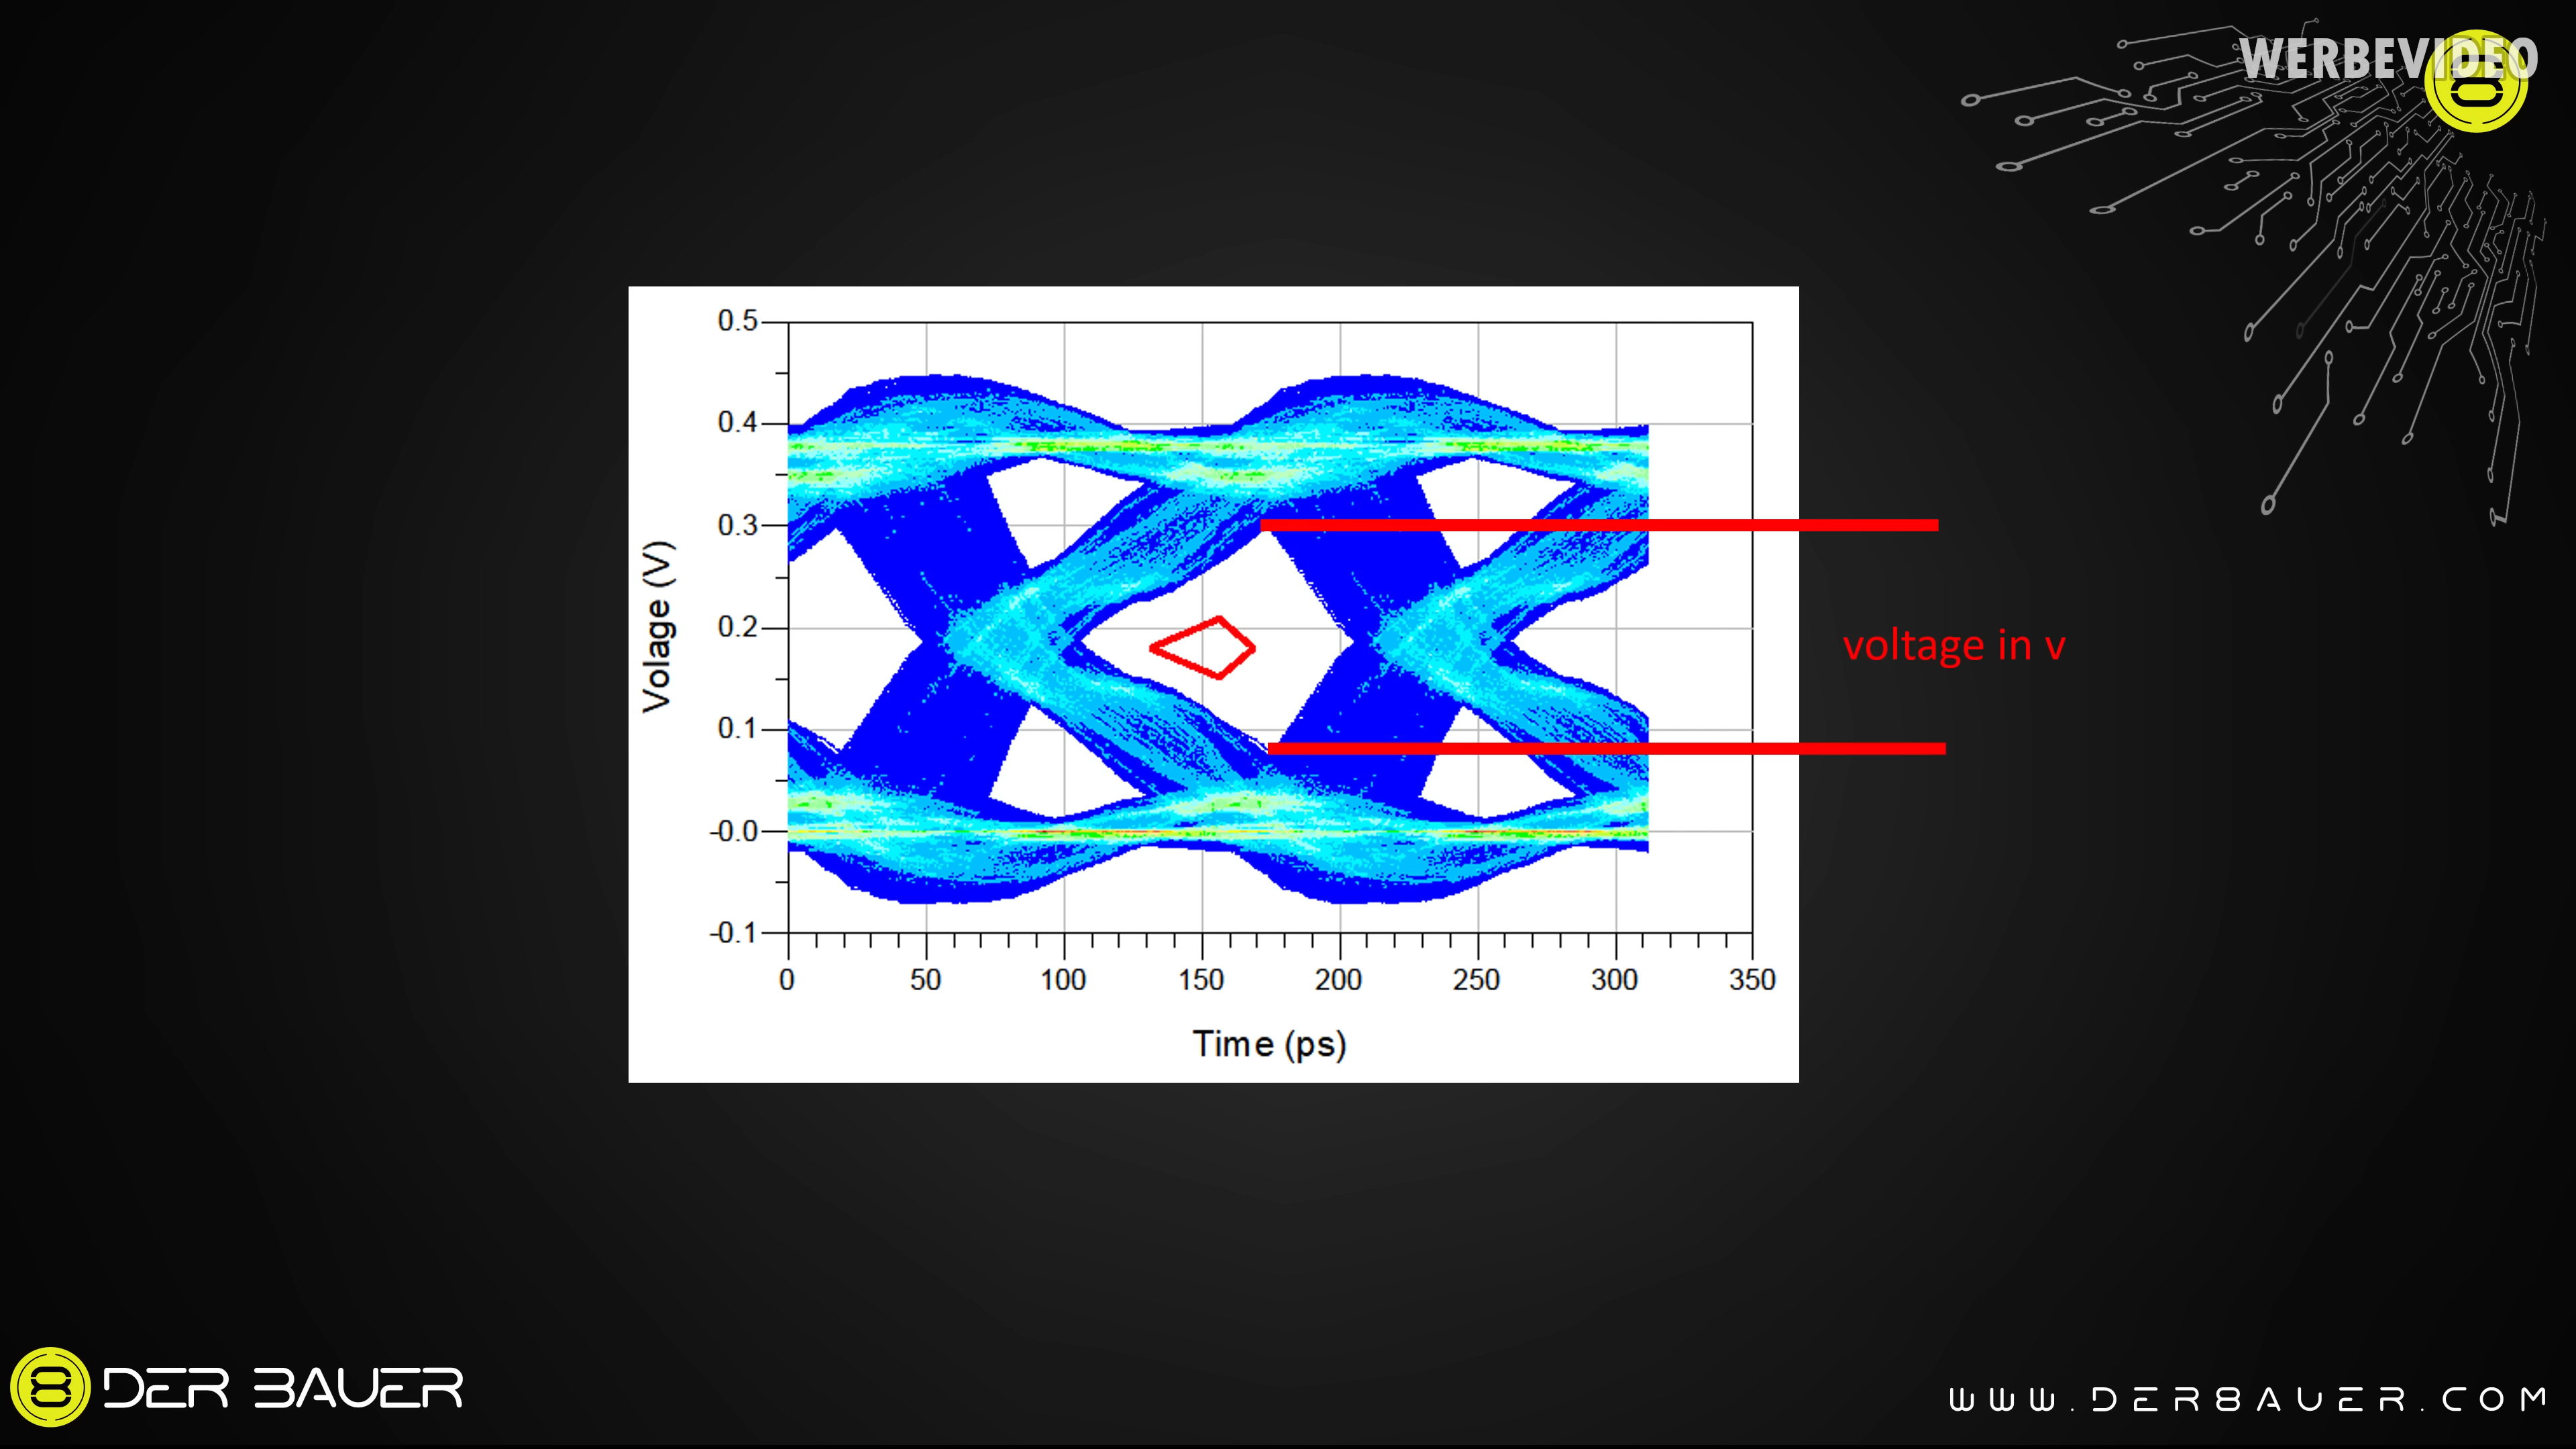 WERBEVIDEO
0.5
0.4
0.3
0.2
0.1
-0.0
-0.1
Volage (V)
0 50 100 150 200 250 300 350
Time (ps)
voltage in v
DER 8AUER
WWW.DER8AUER.COM